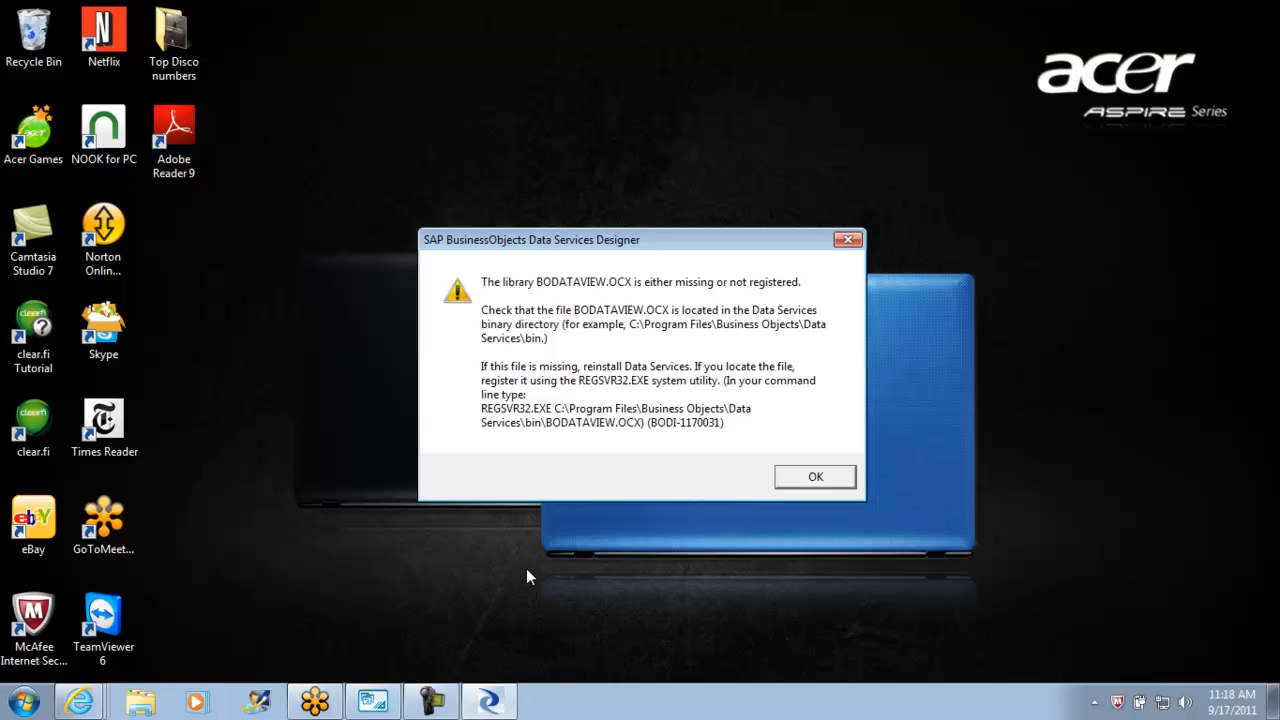 Recycle Bin
Netflix
Top Disco
numbers
acer
ASPIRE Series
Acer Games
NOOK for PC
Adobe
Reader 9
Camtasia
Studio 7
Norton
Online...
SAP BusinessObjects Data Services Designer
The library BODATAVIEW.OCX is either missing or not registered.
Check that the file BODATAVIEW.OCX is located in the Data Services
binary directory (for example, C:\Program Files\Business Objects\Data
Services\bin.)
If this file is missing, reinstall Data Services. If you locate the file,
register it using the REGSVR32.EXE system utility. (In your command
line type:
REGSVR32.EXE C:\Program Files\Business Objects\Data
Services\bin\BODATAVIEW.OCX) (BODI-1170031)
OK
clear.fi
Tutorial
Skype
clear.fi
Times Reader
eBay
GoToMeet...
McAfee
Internet Sec...
TeamViewer
6
11:18 AM
9/17/2011